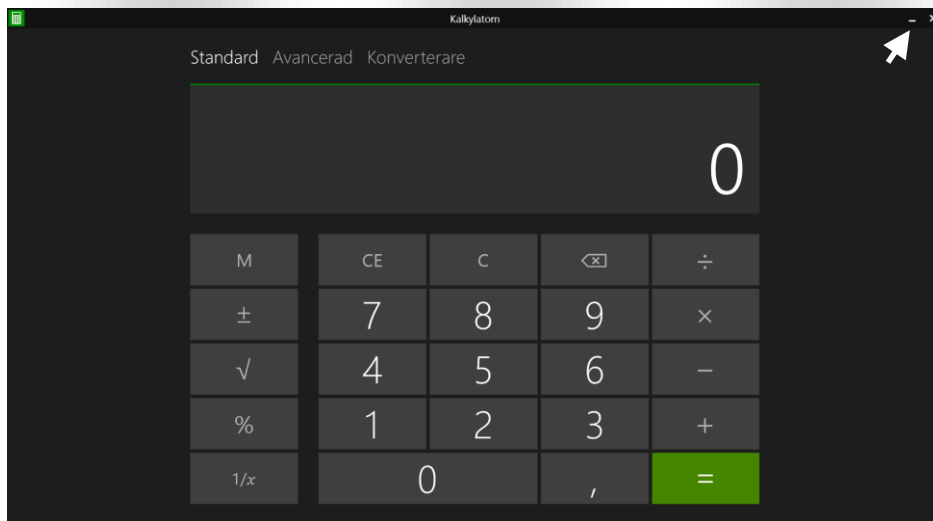 Kalkylatorn
Standard Avancerad Konverterare
0
M CE C ÷
± 7 8 9 ×
√ 4 5 6 −
% 1 2 3 +
1/x 0 , =